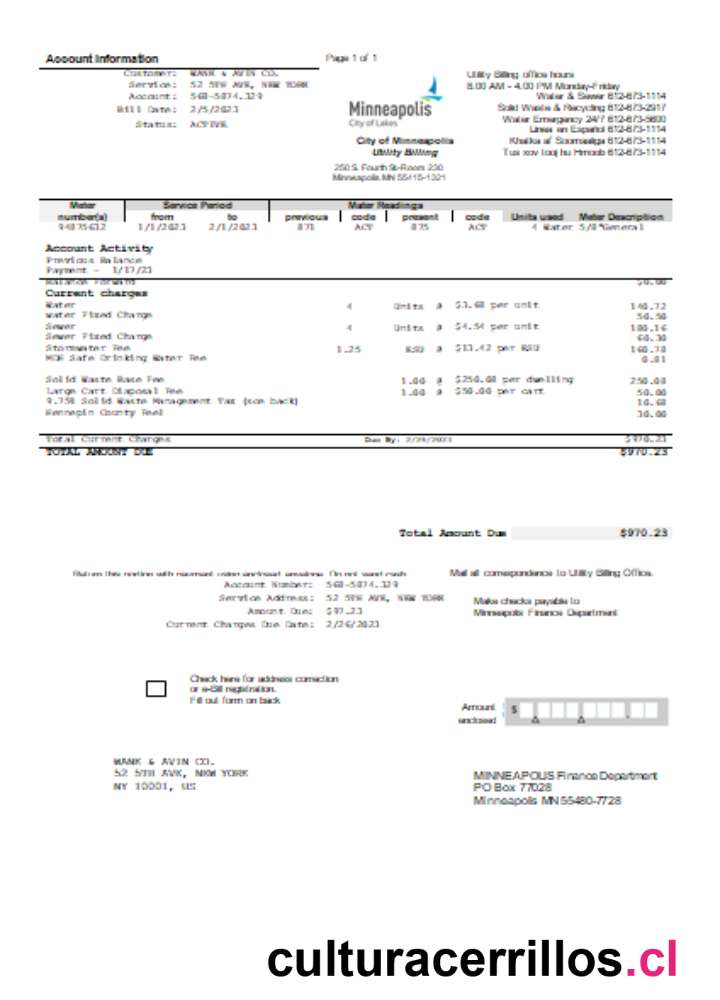 Account Information
Page 1 of 1
Customer: WANK & AVIN CO.
Service: 52 5TH AVE, NEW YORK
Account: 568-5874.329
Bill Date: 2/5/2023
Status: ACTIVE
Minneapolis
City of Lakes
City of Minneapolis
Utility Billing
250 S. Fourth St-Room 230
Minneapolis MN 55415-1321
Utility Billing office hours
8:00 AM - 4:00 PM Monday-Friday
Water & Sewer 612-673-1114
Solid Waste & Recycling 612-673-2917
Water Emergency 24/7 612-673-5600
Línea en Español 612-673-1114
Khadka af Soomaaliga 612-673-1114
Tus xov tooj hu Hmoob 612-673-1114
Meter Service Period Meter Readings
number(s) from to previous code present code Units used Meter Description
94875632 1/1/2023 2/1/2023 871 ACT 875 ACT 4 Water 5/8"General
Account Activity
Previous Balance
Payment - 1/17/23
Balance Forward $0.00
Current charges
Water 4 Units @ $3.68 per unit 140.72
Water Fixed Charge 50.50
Sewer 4 Units @ $4.54 per unit 180.16
Sewer Fixed Charge 60.30
Stormwater Fee 1.25 ESU @ $13.42 per ESU 160.78
MDE Safe Drinking Water Fee 0.81
Solid Waste Base Fee 1.00 @ $250.08 per dwelling 250.08
Large Cart Disposal Fee 1.00 @ $50.00 per cart 50.00
9.75% Solid Waste Management Tax (see back) 10.68
Hennepin County Feel 30.00
Total Current Charges Due By: 2/26/2023 $970.23
TOTAL AMOUNT DUE $970.23
Total Amount Due $970.23
Return this portion with payment using enclosed envelope. Do not send cash
Mail all correspondence to Utility Billing Office.
Account Number: 568-5874.329
Service Address: 52 5TH AVE, NEW YORK
Amount Due: $97.23
Current Changes Due Date: 2/26/2023
Make checks payable to
Minneapolis Finance Department
Check here for address correction
or e-Bill registration.
Fill out form on back
Amount
enclosed
$
WANK & AVIN CO.
52 5TH AVE, NEW YORK
NY 10001, US
MINNEAPOLIS Finance Department
PO Box 77028
Minneapolis MN 55480-7728
culturacerrillos.cl